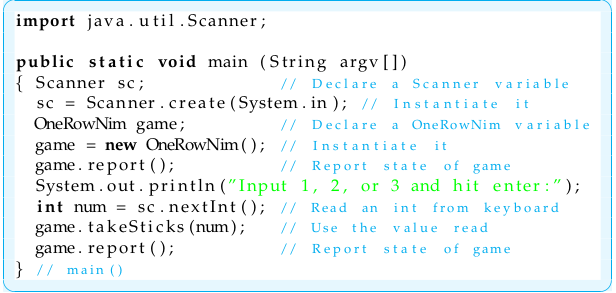 import java.util.Scanner;

public static void main (String argv[])
{ Scanner sc; // Declare a Scanner variable
  sc = Scanner.create(System.in); // Instantiate it
  OneRowNim game; // Declare a OneRowNim variable
  game = new OneRowNim(); // Instantiate it
  game.report(); // Report state of game
  System.out.println("Input 1, 2, or 3 and hit enter:");
  int num = sc.nextInt(); // Read an int from keyboard
  game.takeSticks(num); // Use the value read
  game.report(); // Report state of game
} // main()